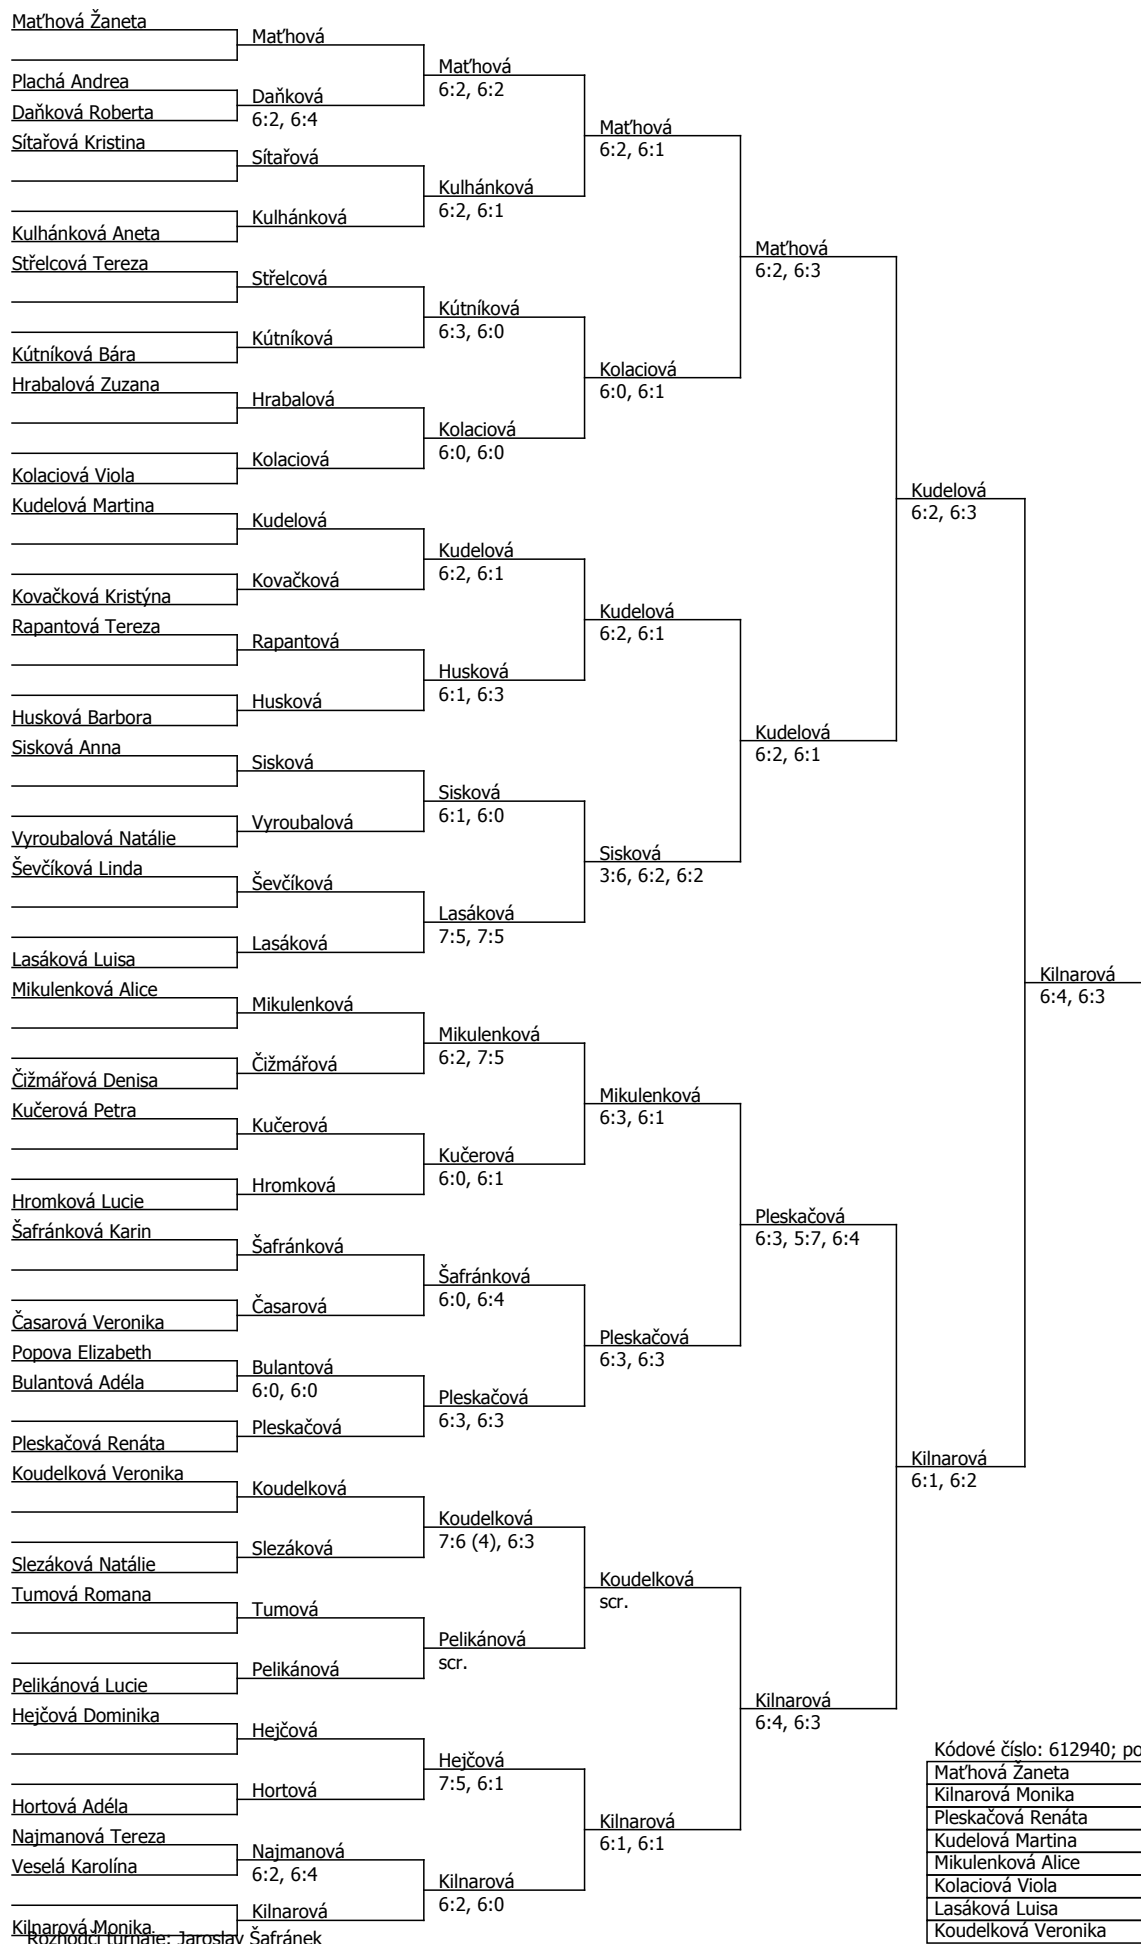 Maťhová Žaneta
Plachá Andrea
Daňková Roberta
Sítařová Kristina
Kulhánková Aneta
Střelcová Tereza
Kútníková Bára
Hrabalová Zuzana
Kolaciová Viola
Kudelová Martina
Kovačková Kristýna
Rapantová Tereza
Husková Barbora
Sisková Anna
Vyroubalová Natálie
Ševčíková Linda
Lasáková Luisa
Mikulenková Alice
Čižmářová Denisa
Kučerová Petra
Hromková Lucie
Šafránková Karin
Časarová Veronika
Popova Elizabeth
Bulantová Adéla
Pleskačová Renáta
Koudelková Veronika
Slezáková Natálie
Tumová Romana
Pelikánová Lucie
Hejčová Dominika
Hortová Adéla
Najmanová Tereza
Veselá Karolína
Kilnarová Monika
Rozhodčí turnaje: Jaroslav Šafránek
Maťhová
Daňková
6:2, 6:4
Sítařová
Kulhánková
Střelcová
Kútníková
Hrabalová
Kolaciová
Kudelová
Kovačková
Rapantová
Husková
Sisková
Vyroubalová
Ševčíková
Lasáková
Mikulenková
Čižmářová
Kučerová
Hromková
Šafránková
Časarová
Bulantová
6:0, 6:0
Pleskačová
Koudelková
Slezáková
Tumová
Pelikánová
Hejčová
Hortová
Najmanová
6:2, 6:4
Kilnarová
Maťhová
6:2, 6:2
Kulhánková
6:2, 6:1
Kútníková
6:3, 6:0
Kolaciová
6:0, 6:0
Kudelová
6:2, 6:1
Husková
6:1, 6:3
Sisková
6:1, 6:0
Lasáková
7:5, 7:5
Mikulenková
6:2, 7:5
Kučerová
6:0, 6:1
Šafránková
6:0, 6:4
Pleskačová
6:3, 6:3
Koudelková
7:6 (4), 6:3
Pelikánová
scr.
Hejčová
7:5, 6:1
Kilnarová
6:2, 6:0
Maťhová
6:2, 6:1
Kolaciová
6:0, 6:1
Kudelová
6:2, 6:1
Sisková
3:6, 6:2, 6:2
Mikulenková
6:3, 6:1
Pleskačová
6:3, 6:3
Koudelková
scr.
Kilnarová
6:1, 6:1
Maťhová
6:2, 6:3
Kudelová
6:2, 6:1
Pleskačová
6:3, 5:7, 6:4
Kilnarová
6:4, 6:3
Kudelová
6:2, 6:3
Kilnarová
6:1, 6:2
Kilnarová
6:4, 6:3
Kódové číslo: 612940; po
Maťhová Žaneta
Kilnarová Monika
Pleskačová Renáta
Kudelová Martina
Mikulenková Alice
Kolaciová Viola
Lasáková Luisa
Koudelková Veronika